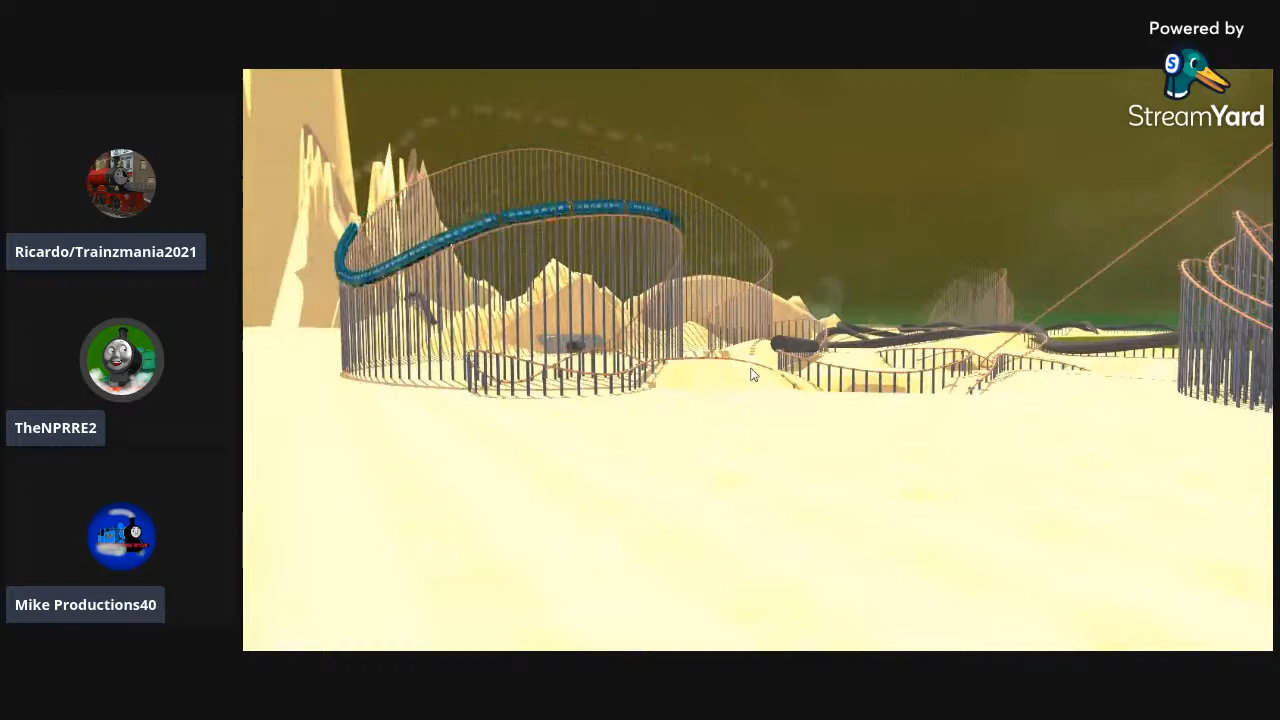 Powered by
StreamYard
Ricardo/Trainzmania2021
TheNPRRE2
Mike Productions40